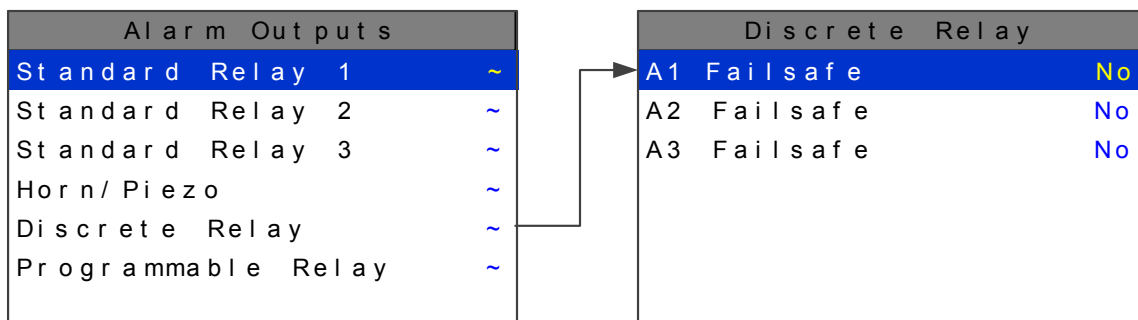 Alarm Outputs
Standard Relay 1 ~
Standard Relay 2 ~
Standard Relay 3 ~
Horn/Piezo ~
Discrete Relay ~
Programmable Relay ~
Discrete Relay
A1 Failsafe No
A2 Failsafe No
A3 Failsafe No